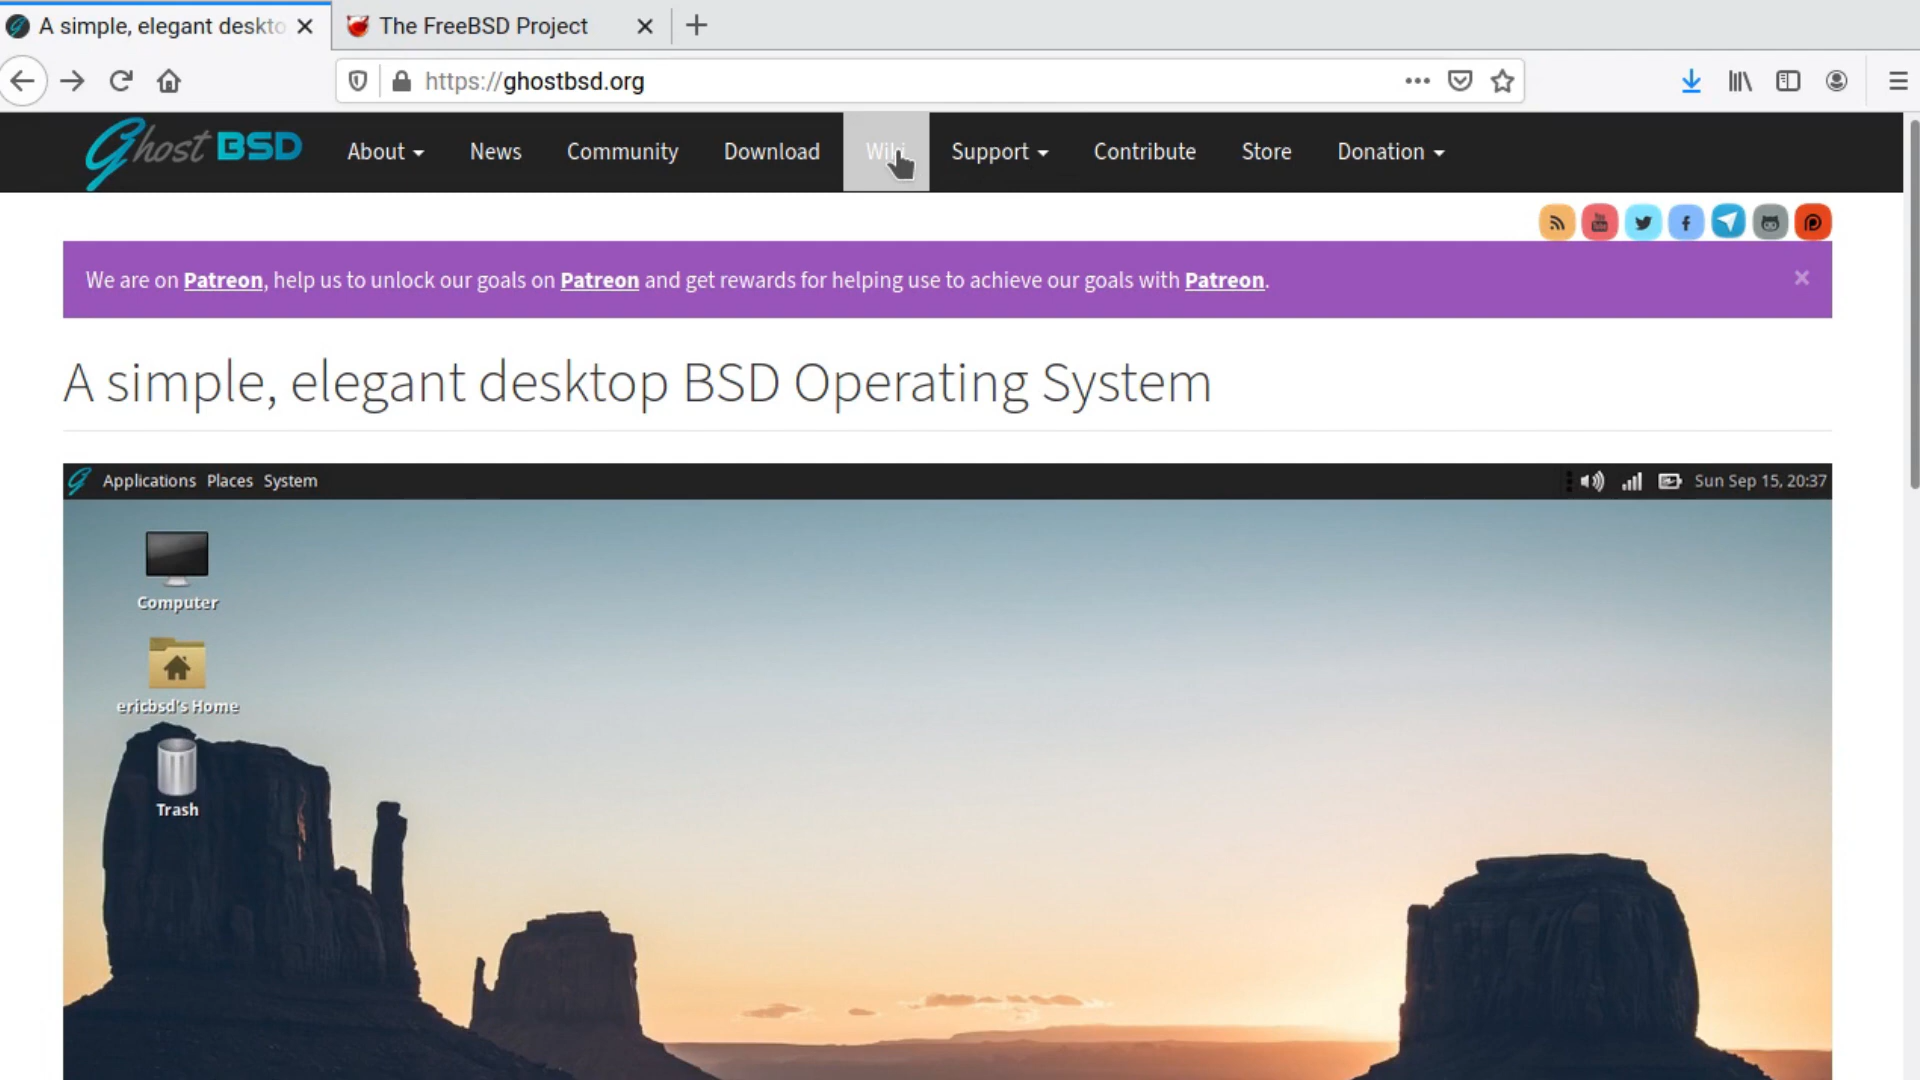 A simple, elegant deskto
The FreeBSD Project
https://ghostbsd.org
Ghost BSD
About
News
Community
Download
Wiki
Support
Contribute
Store
Donation
We are on Patreon, help us to unlock our goals on Patreon and get rewards for helping use to achieve our goals with Patreon.
A simple, elegant desktop BSD Operating System
Applications Places System
Sun Sep 15, 20:37
Computer
ericbsd's Home
Trash